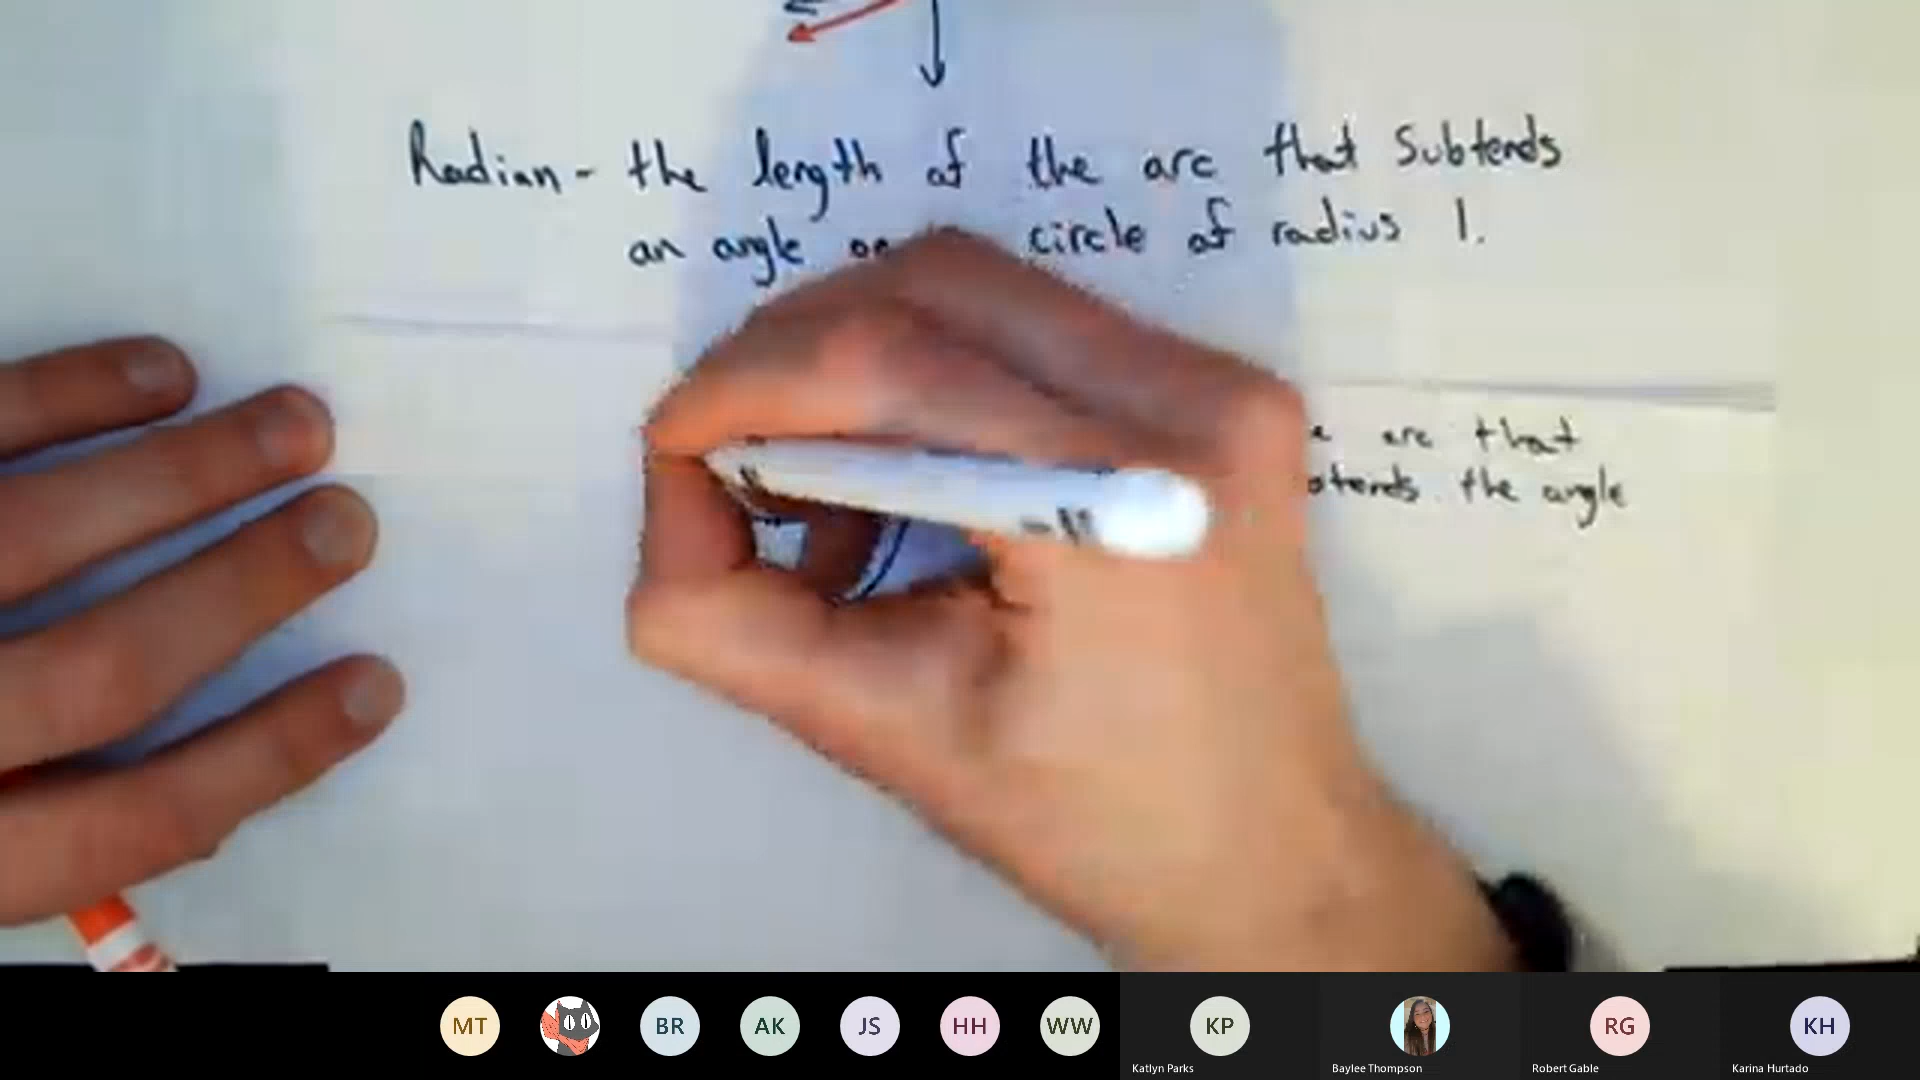 Radian - the length of the arc that Subtends
an angle circle of radius 1.
arc that
the angle
MT
BR
AK
JS
HH
WW
KP
RG
KH
Katlyn Parks
Baylee Thompson
Robert Gable
Karina Hurtado